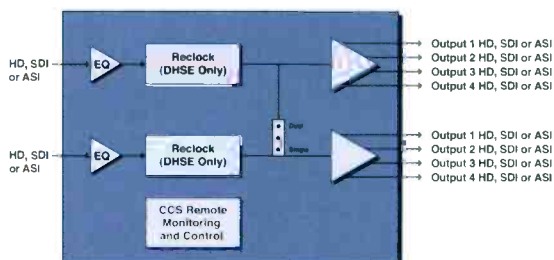 HD, SDI
or ASI
EQ
Reclock
(DHSE Only)
Output 1 HD, SDI or ASI
Output 2 HD, SDI or ASI
Output 3 HD, SDI or ASI
Output 4 HD, SDI or ASI
Dual
Single
HD, SDI
or ASI
EQ
Reclock
(DHSE Only)
Output 1 HD, SDI or ASI
Output 2 HD, SDI or ASI
Output 3 HD, SDI or ASI
Output 4 HD, SDI or ASI
CCS Remote
Monitoring
and Control